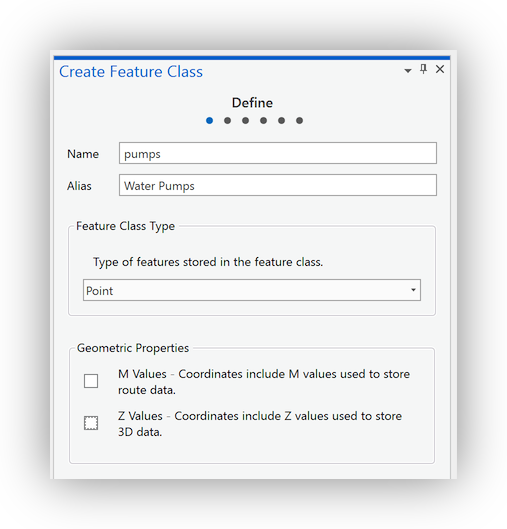 Create Feature Class
Define
Name pumps
Alias Water Pumps
Feature Class Type
Type of features stored in the feature class.
Point
Geometric Properties
M Values - Coordinates include M values used to store
route data.
Z Values - Coordinates include Z values used to store
3D data.